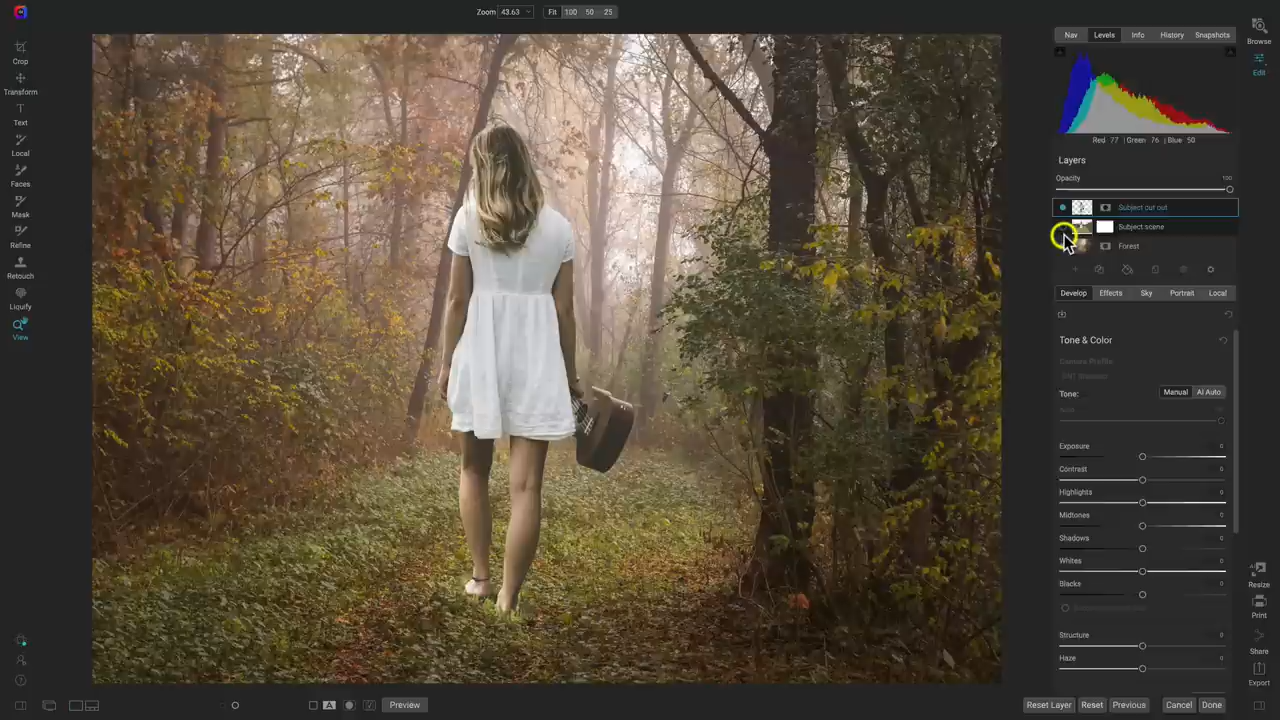 Zoom 43.63 Fit 100 50 25
Nav Levels Info History Snapshots
Browse
Edit
Crop
Transform
Text
Local
Faces
Mask
Refine
Retouch
Liquify
View
Red 77 | Green 76 | Blue 50
Layers
Opacity 100
Subject cut out
Subject scene
Forest
Develop Effects Sky Portrait Local
Tone & Color
Camera Profile
Tone: Manual AI Auto
Exposure 0
Contrast 0
Highlights 0
Midtones 0
Shadows 0
Whites 0
Blacks 0
Structure 0
Haze 0
Resize
Print
Share
Export
A Preview
Reset Layer Reset Previous Cancel Done